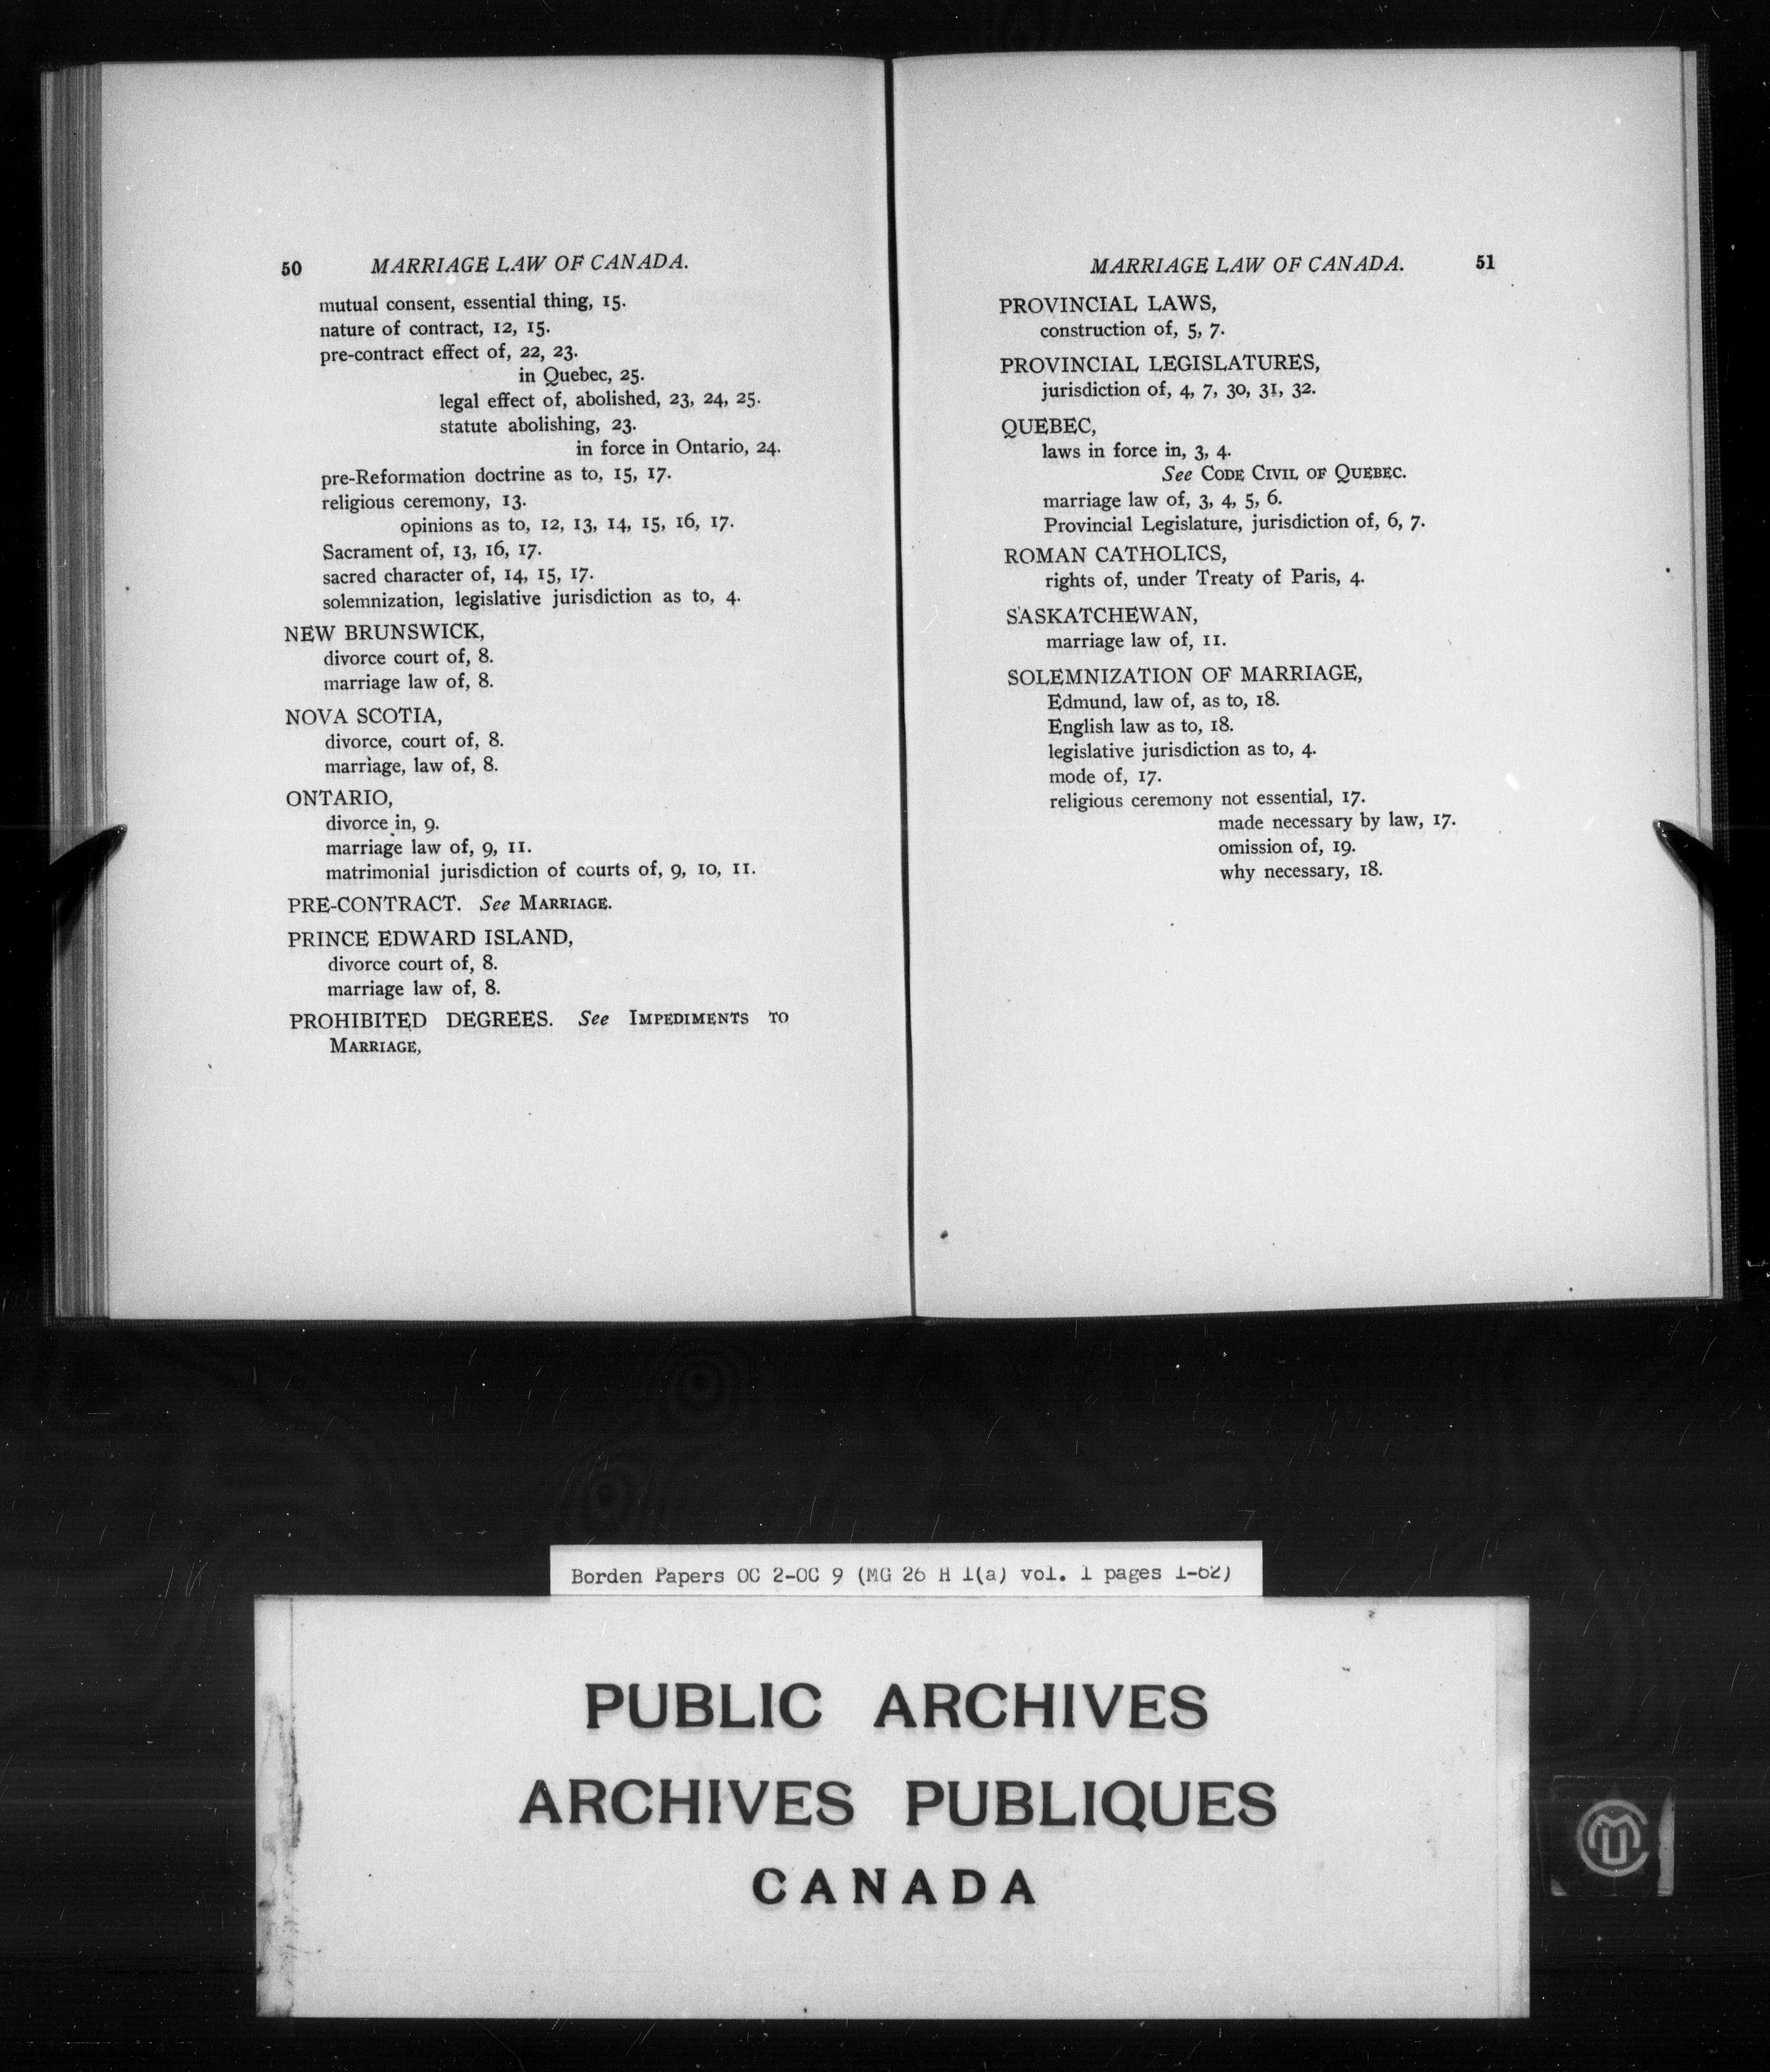 50 MARRIAGE LAW OF CANADA.
mutual consent, essential thing, 15.
nature of contract, 12, 15.
pre-contract effect of, 22, 23.
in Quebec, 25.
legal effect of, abolished, 23, 24, 25.
statute abolishing, 23.
in force in Ontario, 24.
pre-Reformation doctrine as to, 15, 17.
religious ceremony, 13.
opinions as to, 12, 13, 14, 15, 16, 17.
Sacrament of, 13, 16, 17.
sacred character of, 14, 15, 17.
solemnization, legislative jurisdiction as to, 4.
NEW BRUNSWICK,
divorce court of, 8.
marriage law of, 8.
NOVA SCOTIA,
divorce, court of, 8.
marriage, law of, 8.
ONTARIO,
divorce in, 9.
marriage law of, 9, 11.
matrimonial jurisdiction of courts of, 9, 10, 11.
PRE-CONTRACT. See MARRIAGE.
PRINCE EDWARD ISLAND,
divorce court of, 8.
marriage law of, 8.
PROHIBITED DEGREES. See IMPEDIMENTS TO
MARRIAGE,
MARRIAGE LAW OF CANADA. 51
PROVINCIAL LAWS,
construction of, 5, 7.
PROVINCIAL LEGISLATURES,
jurisdiction of, 4, 7, 30, 31, 32.
QUEBEC,
laws in force in, 3, 4.
See CODE CIVIL OF QUEBEC.
marriage law of, 3, 4, 5, 6.
Provincial Legislature, jurisdiction of, 6, 7.
ROMAN CATHOLICS,
rights of, under Treaty of Paris, 4.
SASKATCHEWAN,
marriage law of, 11.
SOLEMNIZATION OF MARRIAGE,
Edmund, law of, as to, 18.
English law as to, 18.
legislative jurisdiction as to, 4.
mode of, 17.
religious ceremony not essential, 17.
made necessary by law, 17.
omission of, 19.
why necessary, 18.
Borden Papers OC 2-OC 9 (MG 26 H 1(a) vol. 1 pages 1-62)
PUBLIC ARCHIVES
ARCHIVES PUBLIQUES
CANADA